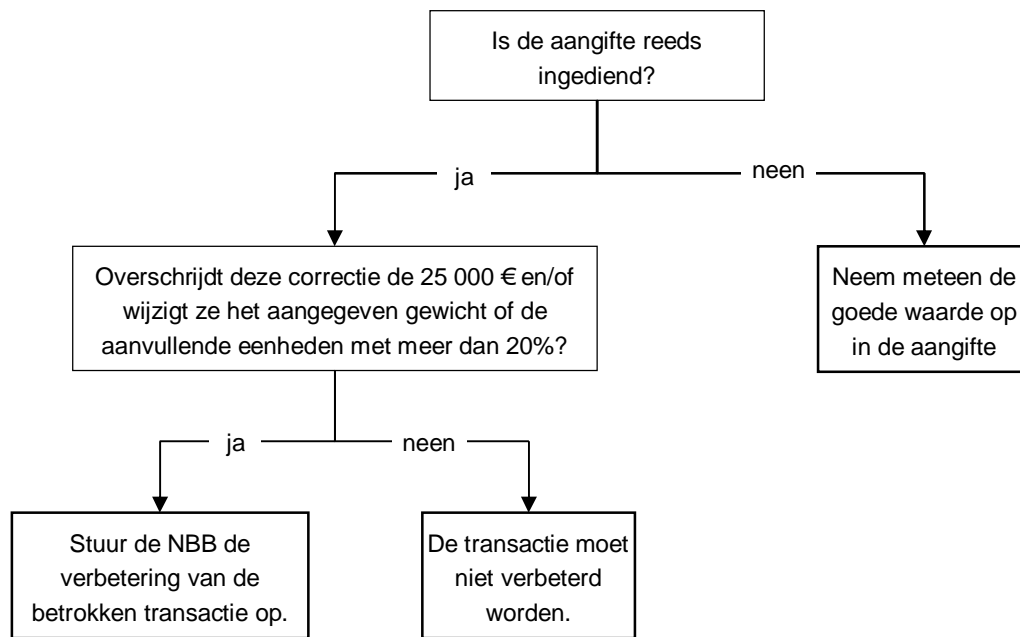 Is de aangifte reeds
ingediend?
ja
neen
Overschrijdt deze correctie de 25 000 € en/of
wijzigt ze het aangegeven gewicht of de
aanvullende eenheden met meer dan 20%?
Neem meteen de
goede waarde op
in de aangifte
ja
neen
Stuur de NBB de
verbetering van de
betrokken transactie op.
De transactie moet
niet verbeterd
worden.